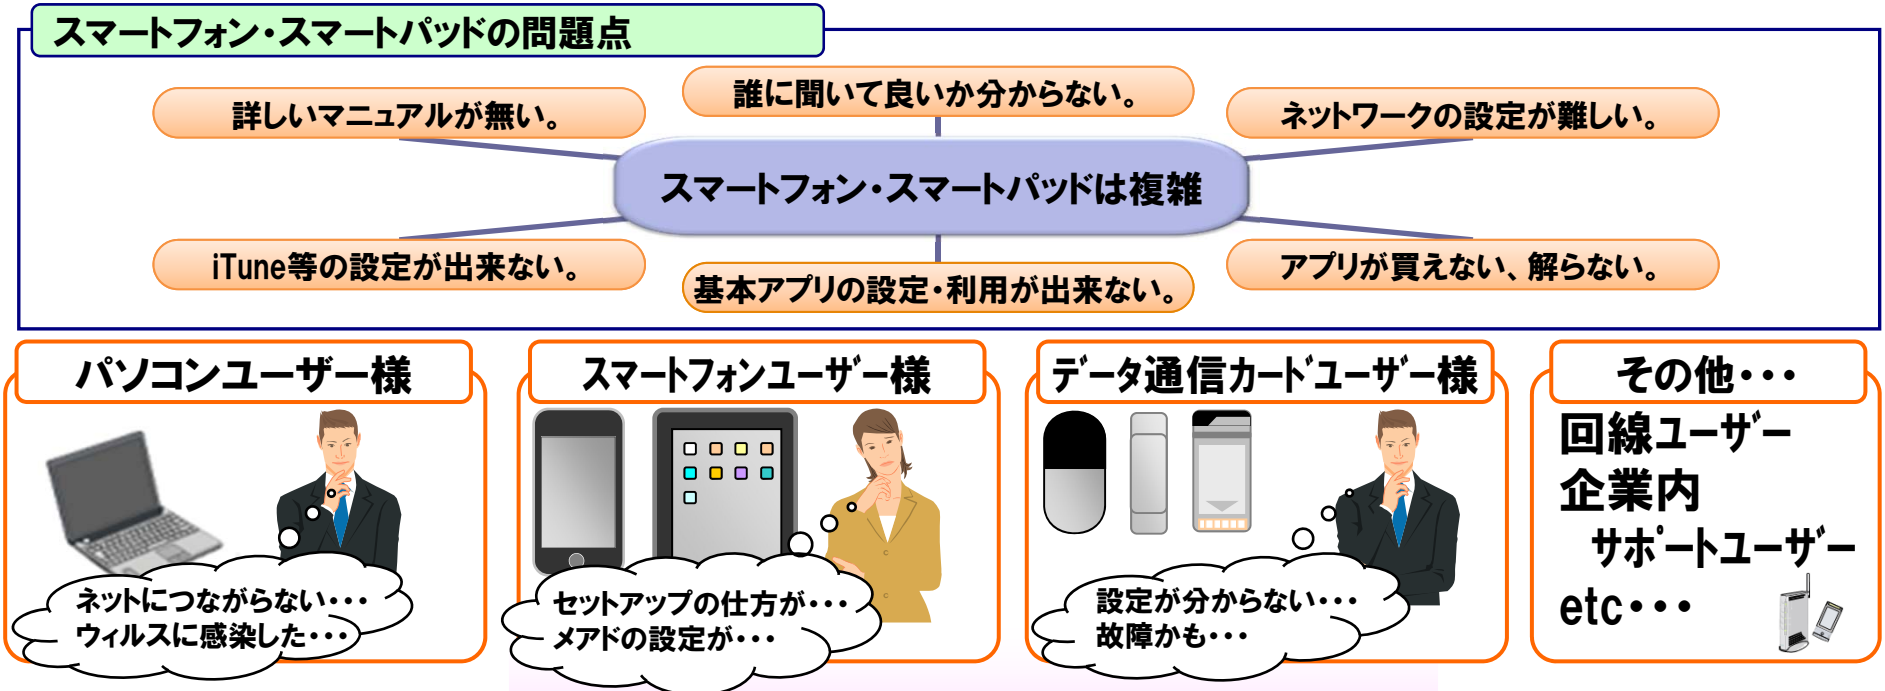 スマートフォン・スマートパッドの問題点
詳しいマニュアルが無い。
誰に聞いて良いか分からない。
ネットワークの設定が難しい。
スマートフォン・スマートパッドは複雑
iTune等の設定が出来ない。
基本アプリの設定・利用が出来ない。
アプリが買えない、解らない。
パソコンユーザー様
ネットにつながらない・・・
ウィルスに感染した・・・
スマートフォンユーザー様
セットアップの仕方が・・・
メアドの設定が・・・
データ通信カードユーザー様
設定が分からない・・・
故障かも・・・
その他・・・
回線ユーザー
企業内
サポートユーザー
etc・・・